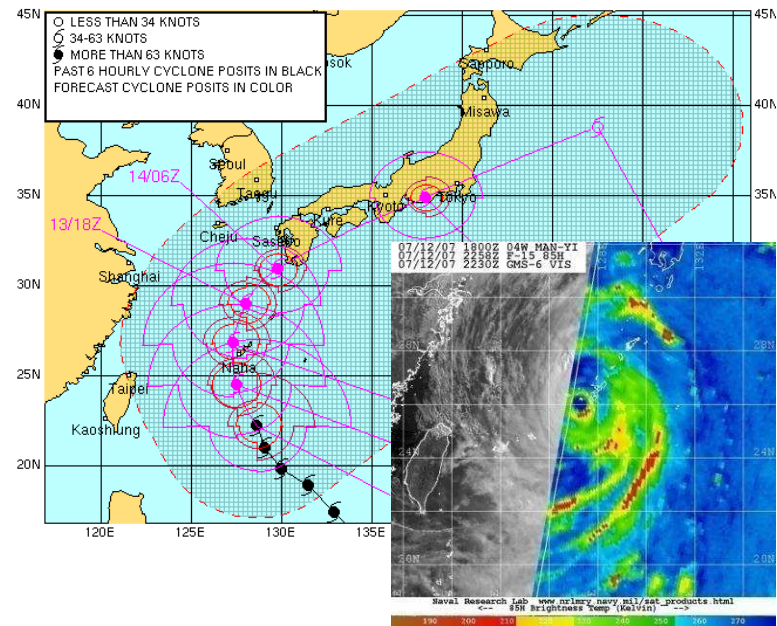 LESS THAN 34 KNOTS
34-63 KNOTS
MORE THAN 63 KNOTS
PAST 6 HOURLY CYCLONE POSITS IN BLACK
FORECAST CYCLONE POSITS IN COLOR
45N
45N
Sapporo
40N
40N
Misawa
Seoul
14/06Z
Taegu
35N
35N
Kyoto
Tokyo
13/18Z
Kure
Cheju
Sasebo
Shanghai
30N
07/12/07 1800Z 04W MAN-YI
07/12/07 2258Z F-15 85H
07/12/07 2230Z GMS-6 VIS
128E
132E
28N
28N
Naha
25N
Taipei
Kaoshiung
24N
20N
20N
120E
125E
130E
135E
Naval Research Lab www.nrlmry.navy.mil/sat_products.html
<-- 85H Brightness Temp (Kelvin) -->
190 200 210 220 230 240 250 260 270